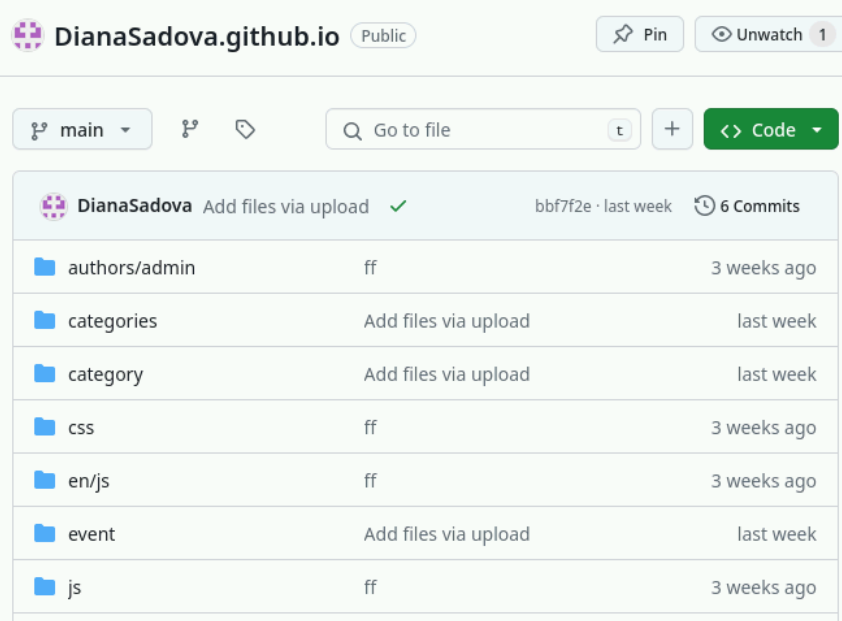 DianaSadova.github.io Public Pin Unwatch 1
main Go to file t + <> Code
DianaSadova Add files via upload bbf7f2e · last week 6 Commits
authors/admin ff 3 weeks ago
categories Add files via upload last week
category Add files via upload last week
css ff 3 weeks ago
en/js ff 3 weeks ago
event Add files via upload last week
js ff 3 weeks ago